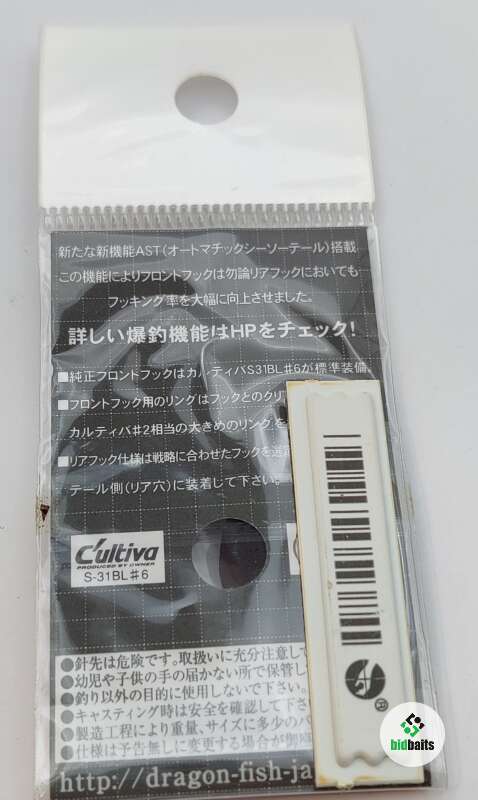 新たな新機能AST(オートマチックシーソーテール)搭載
この機能によりフロントフックは勿論リアフックにおいても
フッキング率を大幅に向上させました。
詳しい爆釣機能はHPをチェック!
■純正フロントフックはカルティバS31BL♯6が標準装備
■フロントフック用のリングはフックとのクリ
カルティバ♯2相当の大きめのリングを
■リアフック仕様は戦略に合わせたフックを選定
テール側(リア穴)に装着して下さい。
C'ultiva
PRODUCED BY OWNER
S-31BL♯6
●針先は危険です。取扱いに充分注意して
●幼児や子供の手の届かない所で保管し
●釣り以外の目的に使用しないで下さい。
●キャスティング時は安全を確認して下
●製造工程により重量、サイズに多少のバ
●仕様は予告無しに変更する場合が御座
http://dragon-fish-ja
bidbaits